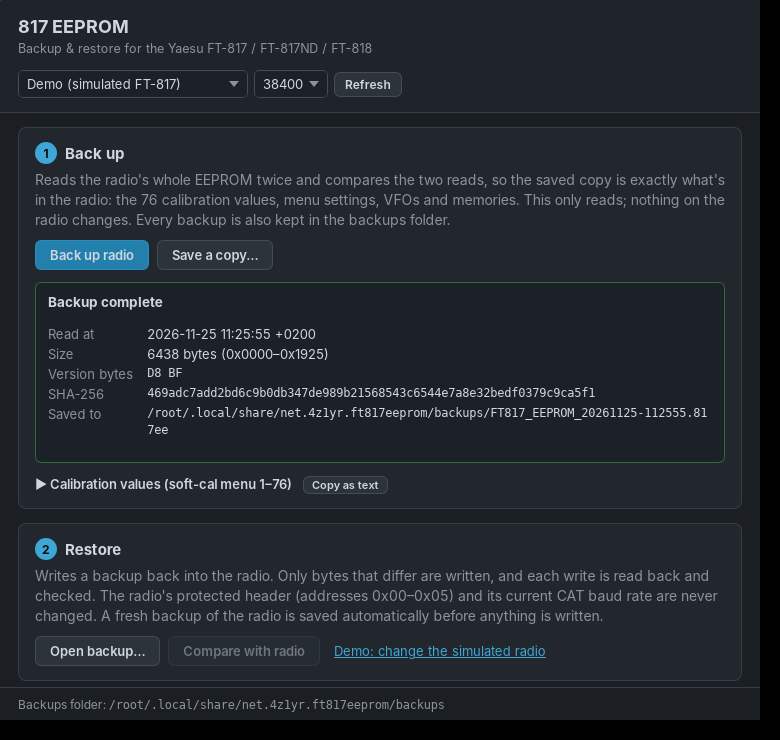 817 EEPROM
Backup & restore for the Yaesu FT-817 / FT-817ND / FT-818
Demo (simulated FT-817) 38400 Refresh
1 Back up
Reads the radio's whole EEPROM twice and compares the two reads, so the saved copy is exactly what's
in the radio: the 76 calibration values, menu settings, VFOs and memories. This only reads; nothing on the
radio changes. Every backup is also kept in the backups folder.
Back up radio Save a copy...
Backup complete
Read at 2026-11-25 11:25:55 +0200
Size 6438 bytes (0x0000–0x1925)
Version bytes D8 BF
SHA-256 469adc7add2bd6c9b0db347de989b21568543c6544e7a8e32bedf0379c9ca5f1
Saved to /root/.local/share/net.4z1yr.ft817eeprom/backups/FT817_EEPROM_20261125-112555.81
7ee
▶ Calibration values (soft-cal menu 1–76) Copy as text
2 Restore
Writes a backup back into the radio. Only bytes that differ are written, and each write is read back and
checked. The radio's protected header (addresses 0x00–0x05) and its current CAT baud rate are never
changed. A fresh backup of the radio is saved automatically before anything is written.
Open backup... Compare with radio Demo: change the simulated radio
Backups folder: /root/.local/share/net.4z1yr.ft817eeprom/backups